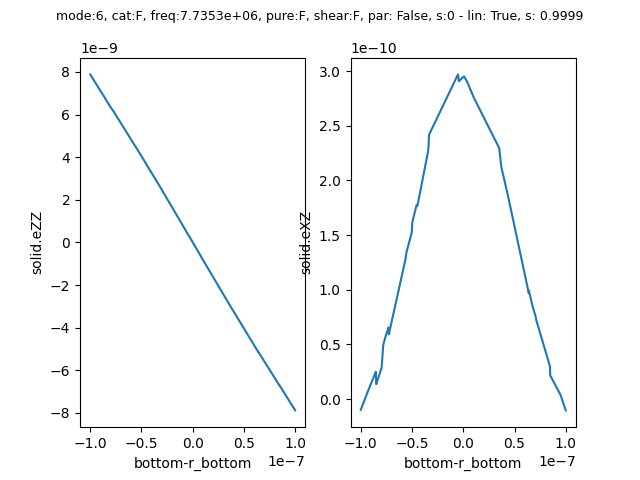 mode:6, cat:F, freq:7.7353e+06, pure:F, shear:F, par: False, s:0 - lin: True, s: 0.9999
1e−9
8
6
4
2
0
−2
−4
−6
−8
solid.eZZ
−1.0
−0.5
0.0
0.5
1.0
bottom-r_bottom
1e−7
1e−10
3.0
2.5
2.0
1.5
1.0
0.5
0.0
solid.eXZ
−1.0
−0.5
0.0
0.5
1.0
bottom-r_bottom
1e−7